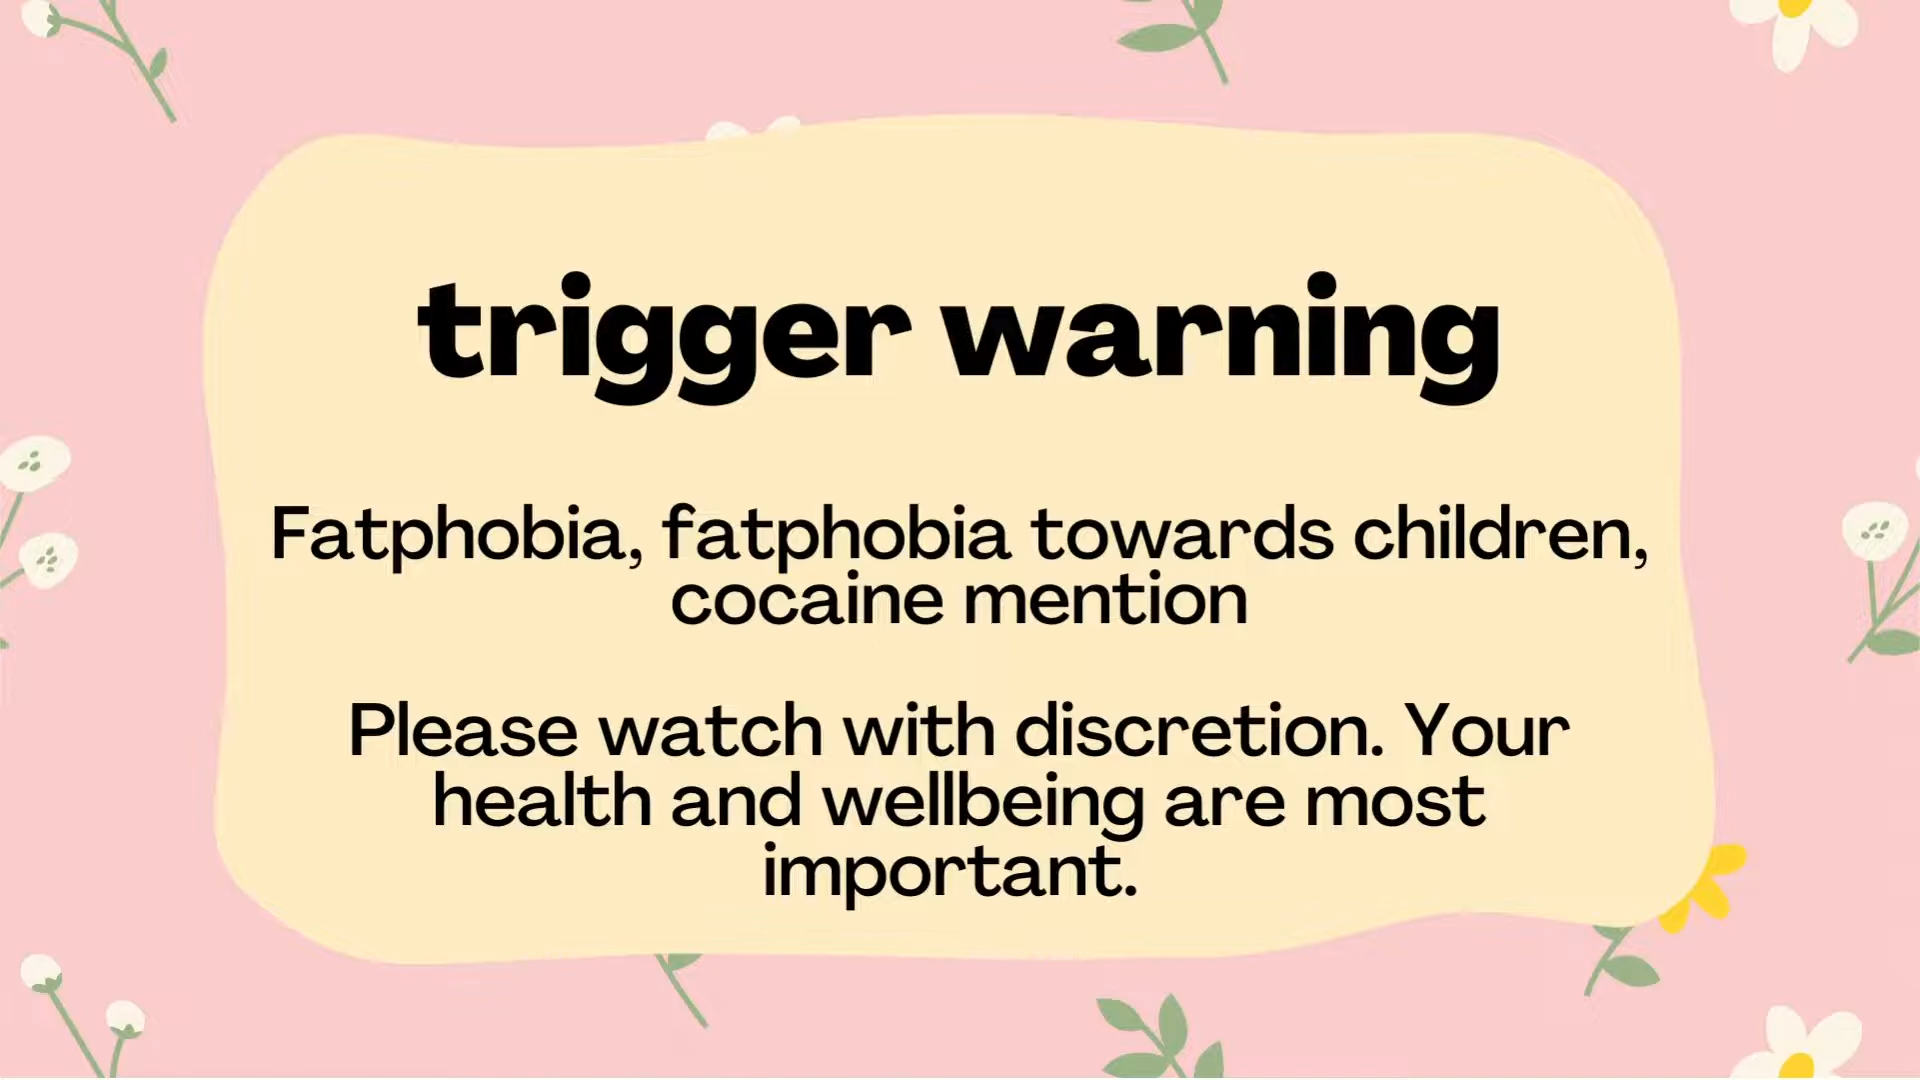 trigger warning
Fatphobia, fatphobia towards children,
cocaine mention
Please watch with discretion. Your
health and wellbeing are most
important.